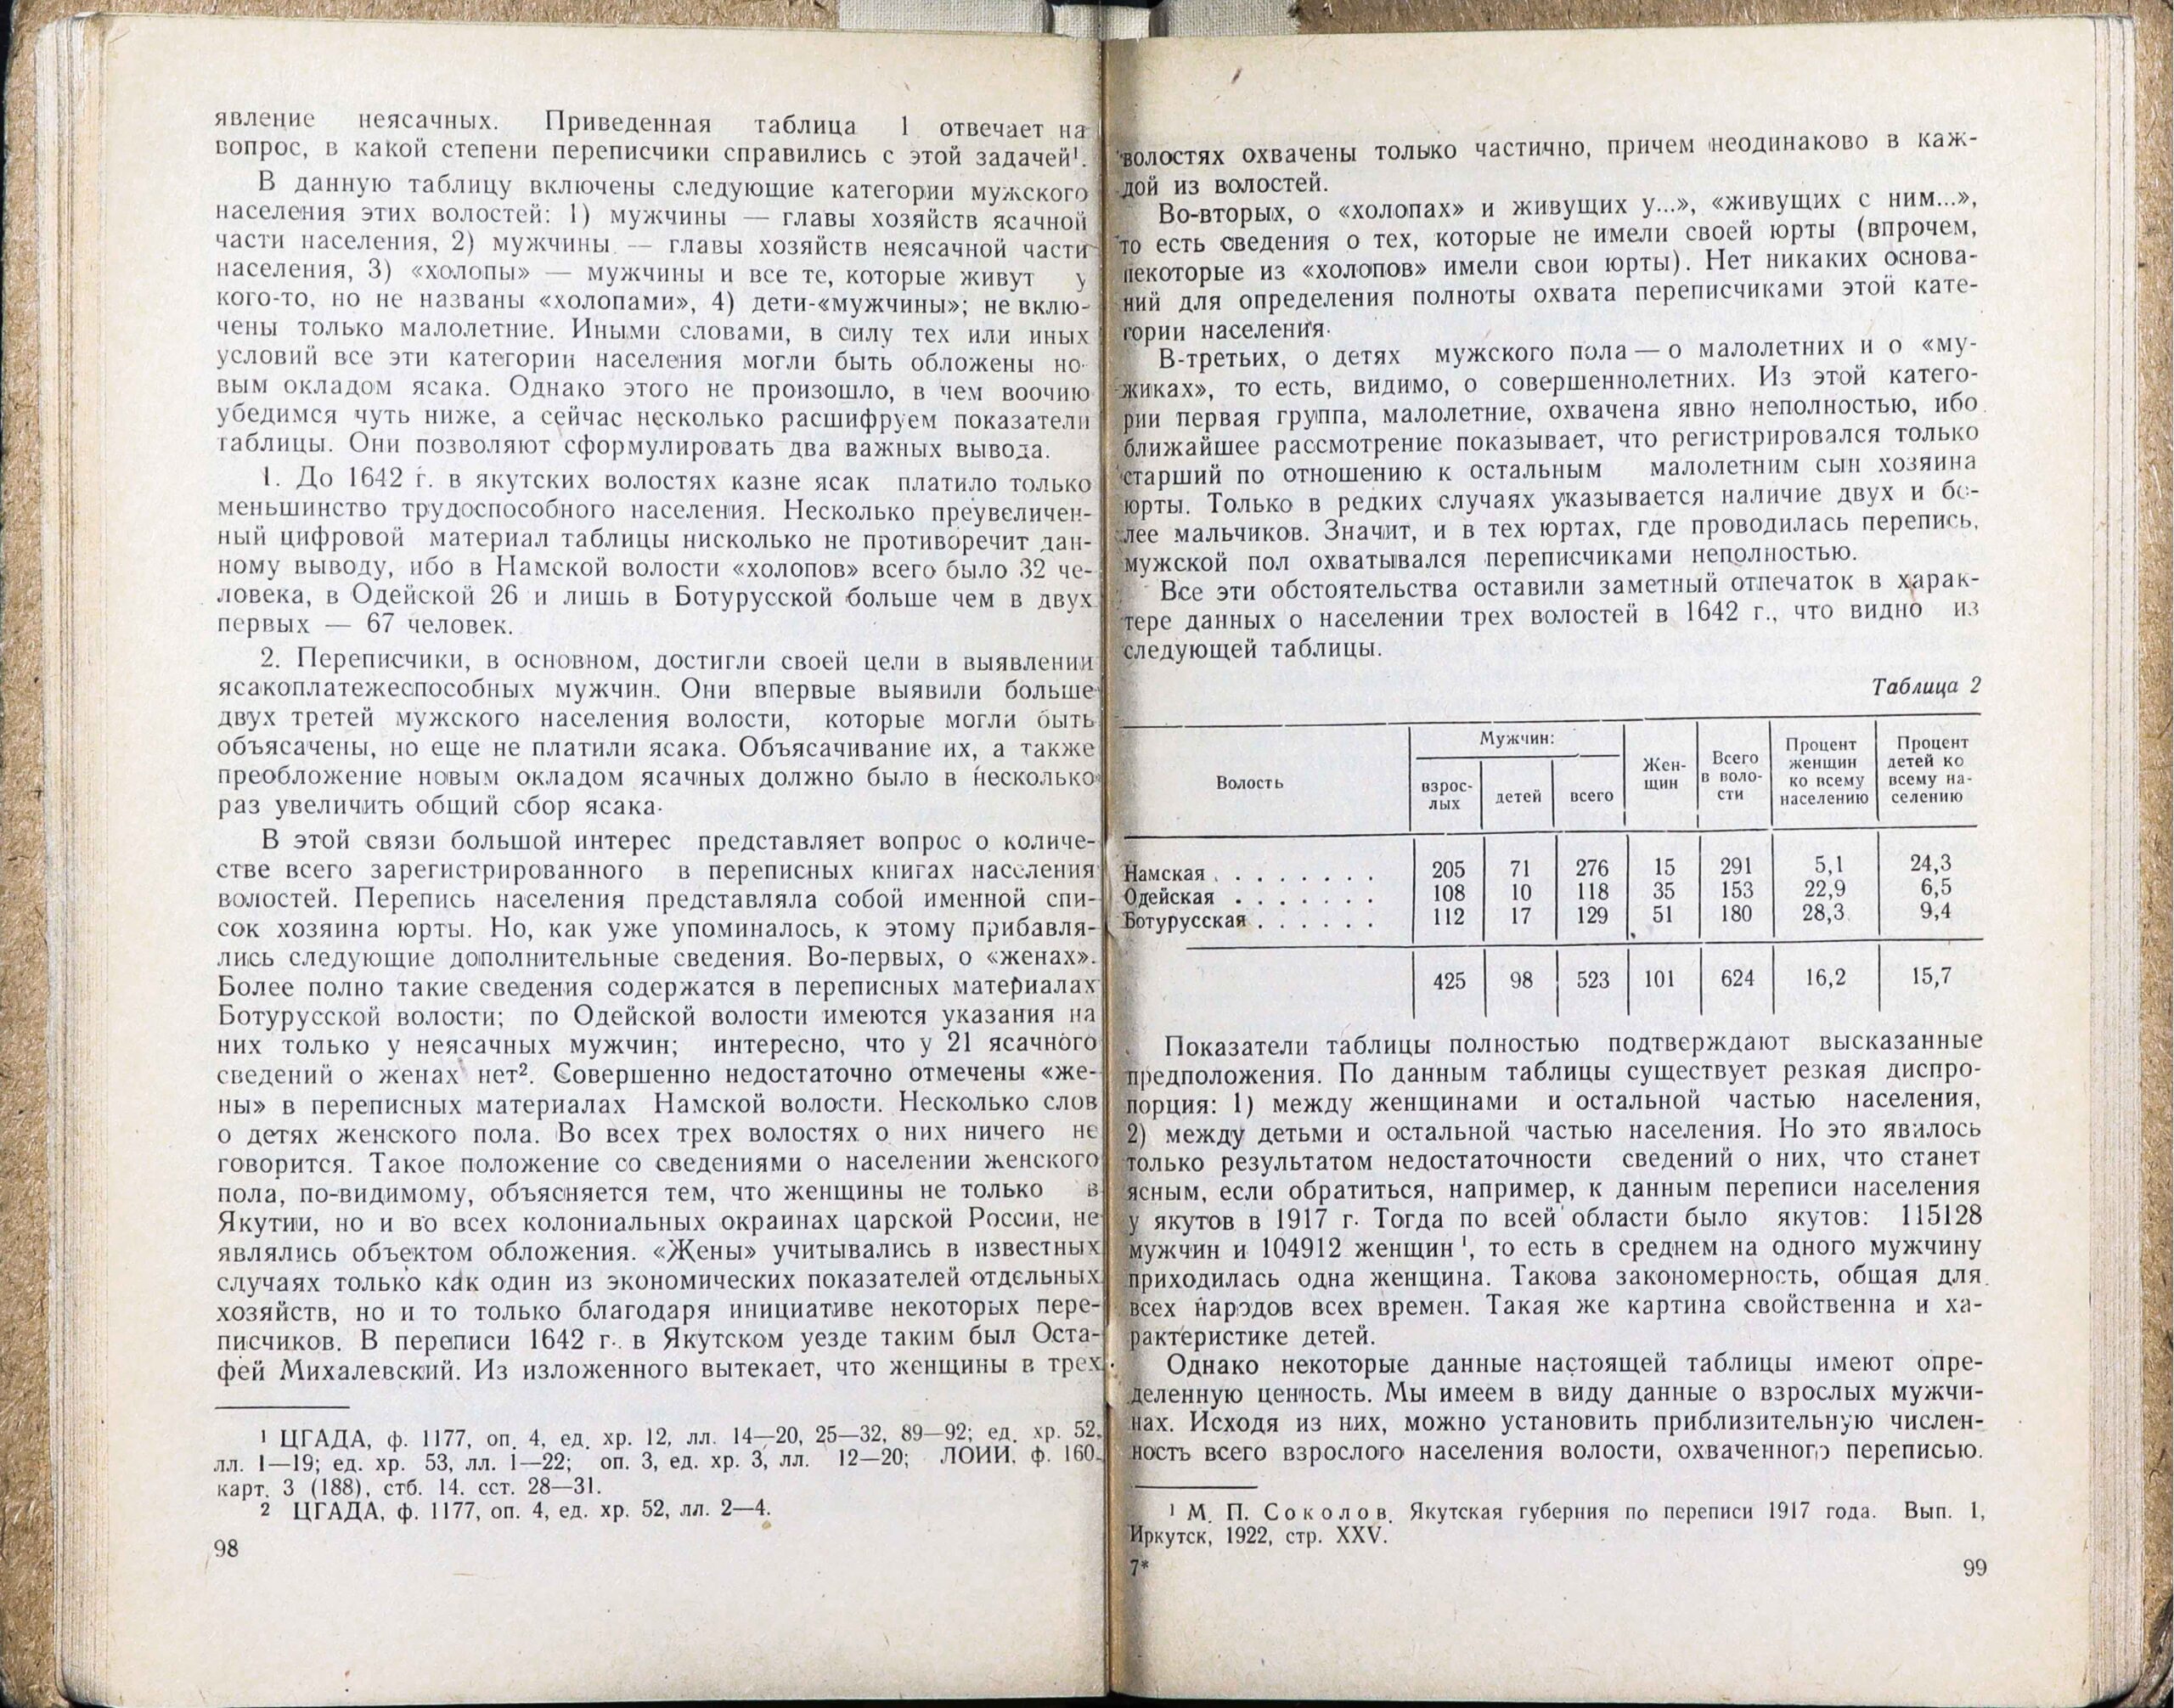 явление неясачных. Приведенная таблица 1 отвечает на
вопрос, в какой степени переписчики справились с этой задачей¹.
В данную таблицу включены следующие категории мужского
населения этих волостей: 1) мужчины — главы хозяйств ясачной
части населения, 2) мужчины — главы хозяйств неясачной части
населения, 3) «холопы» — мужчины и все те, которые живут у
кого-то, но не названы «холопами», 4) дети-«мужчины»; не вклю-
чены только малолетние. Иными словами, в силу тех или иных
условий все эти категории населения могли быть обложены но-
вым окладом ясака. Однако этого не произошло, в чем воочию
убедимся чуть ниже, а сейчас несколько расшифруем показатели
таблицы. Они позволяют сформулировать два важных вывода.
1. До 1642 г. в якутских волостях казне ясак платило только
меньшинство трудоспособного населения. Несколько преувеличен-
ный цифровой материал таблицы нисколько не противоречит дан-
ному выводу, ибо в Намской волости «холопов» всего было 32 че-
ловека, в Одейской 26 и лишь в Ботурусской больше чем в двух
первых — 67 человек.
2. Переписчики, в основном, достигли своей цели в выявлении
ясакоплатежеспособных мужчин. Они впервые выявили больше
двух третей мужского населения волости, которые могли быть
объясачены, но еще не платили ясака. Объясачивание их, а также
преобложение новым окладом ясачных должно было в несколько
раз увеличить общий сбор ясака.
В этой связи большой интерес представляет вопрос о количе-
стве всего зарегистрированного в переписных книгах населения
волостей. Перепись населения представляла собой именной спи-
сок хозяина юрты. Но, как уже упоминалось, к этому прибавля-
лись следующие дополнительные сведения. Во-первых, о «женах».
Более полно такие сведения содержатся в переписных материалах
Ботурусской волости; по Одейской волости имеются указания на
них только у неясачных мужчин; интересно, что у 21 ясачного
сведений о женах нет². Совершенно недостаточно отмечены «же-
ны» в переписных материалах Намской волости. Несколько слов
о детях женского пола. Во всех трех волостях о них ничего не
говорится. Такое положение со сведениями о населении женского
пола, по-видимому, объясняется тем, что женщины не только в
Якутии, но и во всех колониальных окраинах царской России, не
являлись объектом обложения. «Жены» учитывались в известных
случаях только как один из экономических показателей отдельных
хозяйств, но и то только благодаря инициативе некоторых пере-
писчиков. В переписи 1642 г. в Якутском уезде таким был Оста-
фей Михалевский. Из изложенного вытекает, что женщины в трех
¹ ЦГАДА, ф. 1177, оп. 4, ед. хр. 12, лл. 14—20, 25—32, 89—92; ед. хр. 52,
лл. 1—19; ед. хр. 53, лл. 1—22; оп. 3, ед. хр. 3, лл. 12—20; ЛОИИ, ф. 160,
карт. 3 (188), стб. 14. сст. 28—31.
² ЦГАДА, ф. 1177, оп. 4, ед. хр. 52, лл. 2—4.
98
волостях охвачены только частично, причем неодинаково в каж-
дой из волостей.
Во-вторых, о «холопах» и живущих у...», «живущих с ним...»,
то есть сведения о тех, которые не имели своей юрты (впрочем,
некоторые из «холопов» имели свои юрты). Нет никаких основа-
ний для определения полноты охвата переписчиками этой кате-
гории населения.
В-третьих, о детях мужского пола — о малолетних и о «му-
жиках», то есть, видимо, о совершеннолетних. Из этой катего-
рии первая группа, малолетние, охвачена явно неполностью, ибо
ближайшее рассмотрение показывает, что регистрировался только
старший по отношению к остальным малолетним сын хозяина
юрты. Только в редких случаях указывается наличие двух и бо-
лее мальчиков. Значит, и в тех юртах, где проводилась перепись,
мужской пол охватывался переписчиками неполностью.
Все эти обстоятельства оставили заметный отпечаток в харак-
тере данных о населении трех волостей в 1642 г., что видно из
следующей таблицы.
Таблица 2
Волость | Мужчин: взрос-лых | детей | всего | Жен-щин | Всего в воло-сти | Процент женщин ко всему населению | Процент детей ко всему на-селению
Намская . . . . . . . . 205 71 276 15 291 5,1 24,3
Одейская . . . . . . . 108 10 118 35 153 22,9 6,5
Ботурусская . . . . . . 112 17 129 51 180 28,3 9,4
425 98 523 101 624 16,2 15,7
Показатели таблицы полностью подтверждают высказанные
предположения. По данным таблицы существует резкая диспро-
порция: 1) между женщинами и остальной частью населения,
2) между детьми и остальной частью населения. Но это явилось
только результатом недостаточности сведений о них, что станет
ясным, если обратиться, например, к данным переписи населения
у якутов в 1917 г. Тогда по всей области было якутов: 115128
мужчин и 104912 женщин¹, то есть в среднем на одного мужчину
приходилась одна женщина. Такова закономерность, общая для
всех народов всех времен. Такая же картина свойственна и ха-
рактеристике детей.
Однако некоторые данные настоящей таблицы имеют опре-
деленную ценность. Мы имеем в виду данные о взрослых мужчи-
нах. Исходя из них, можно установить приблизительную числен-
ность всего взрослого населения волости, охваченного переписью.
¹ М. П. Соколов. Якутская губерния по переписи 1917 года. Вып. 1,
Иркутск, 1922, стр. XXV.
7*
99